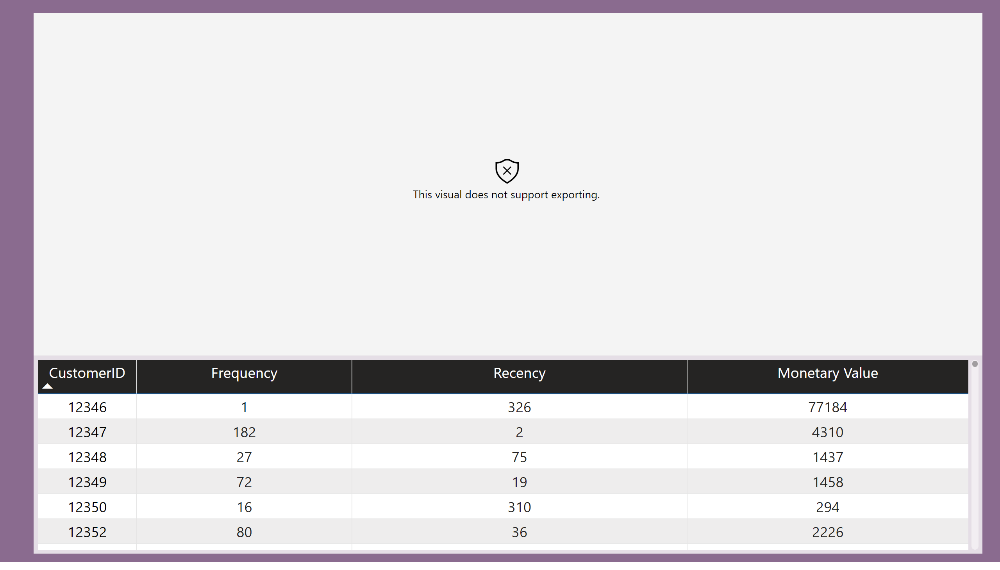 This visual does not support exporting.
CustomerID Frequency Recency Monetary Value
12346 1 326 77184
12347 182 2 4310
12348 27 75 1437
12349 72 19 1458
12350 16 310 294
12352 80 36 2226